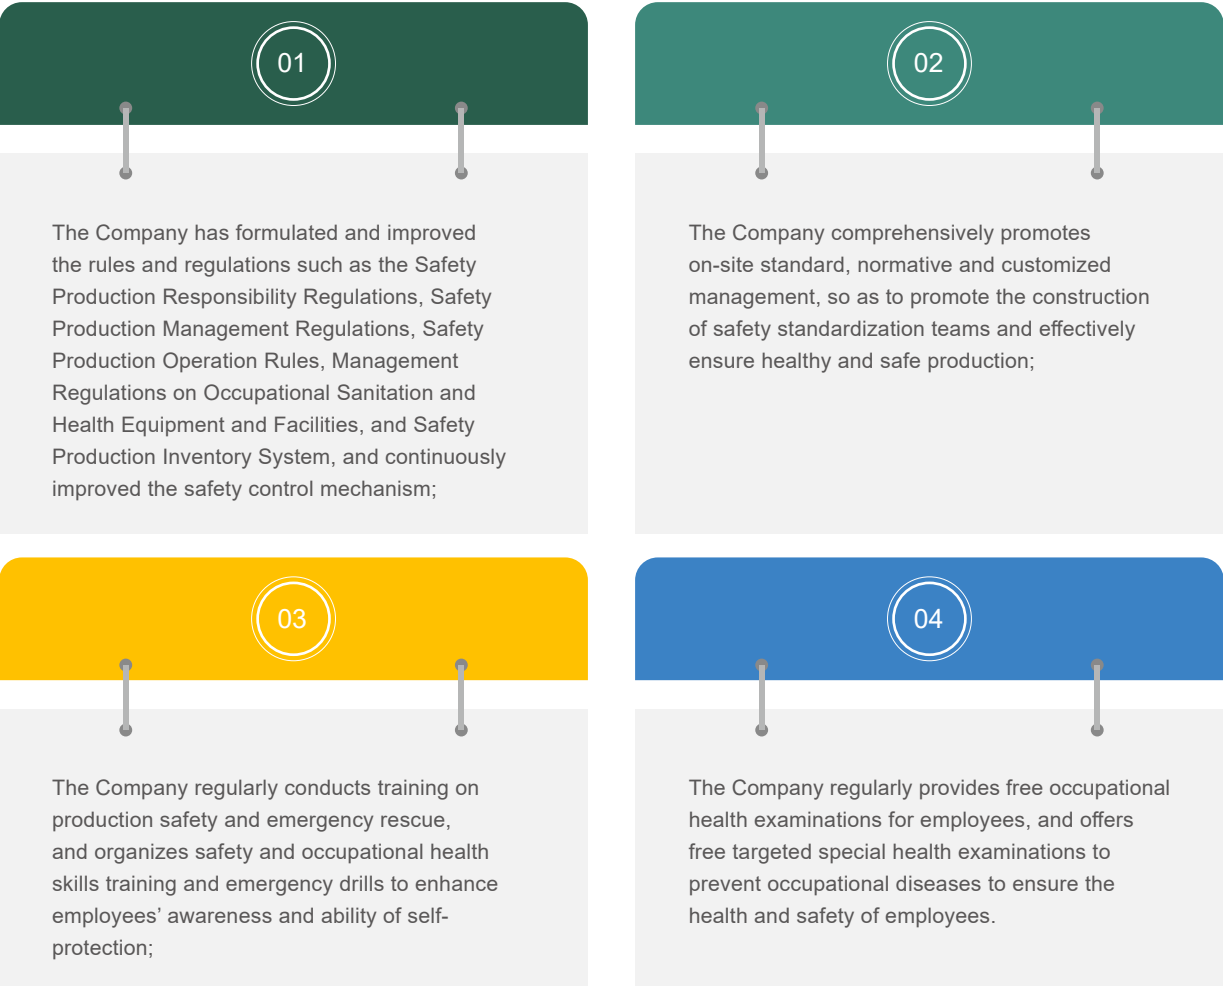 01
The Company has formulated and improved
the rules and regulations such as the Safety
Production Responsibility Regulations, Safety
Production Management Regulations, Safety
Production Operation Rules, Management
Regulations on Occupational Sanitation and
Health Equipment and Facilities, and Safety
Production Inventory System, and continuously
improved the safety control mechanism;
02
The Company comprehensively promotes
on-site standard, normative and customized
management, so as to promote the construction
of safety standardization teams and effectively
ensure healthy and safe production;
03
The Company regularly conducts training on
production safety and emergency rescue,
and organizes safety and occupational health
skills training and emergency drills to enhance
employees’ awareness and ability of self-
protection;
04
The Company regularly provides free occupational
health examinations for employees, and offers
free targeted special health examinations to
prevent occupational diseases to ensure the
health and safety of employees.